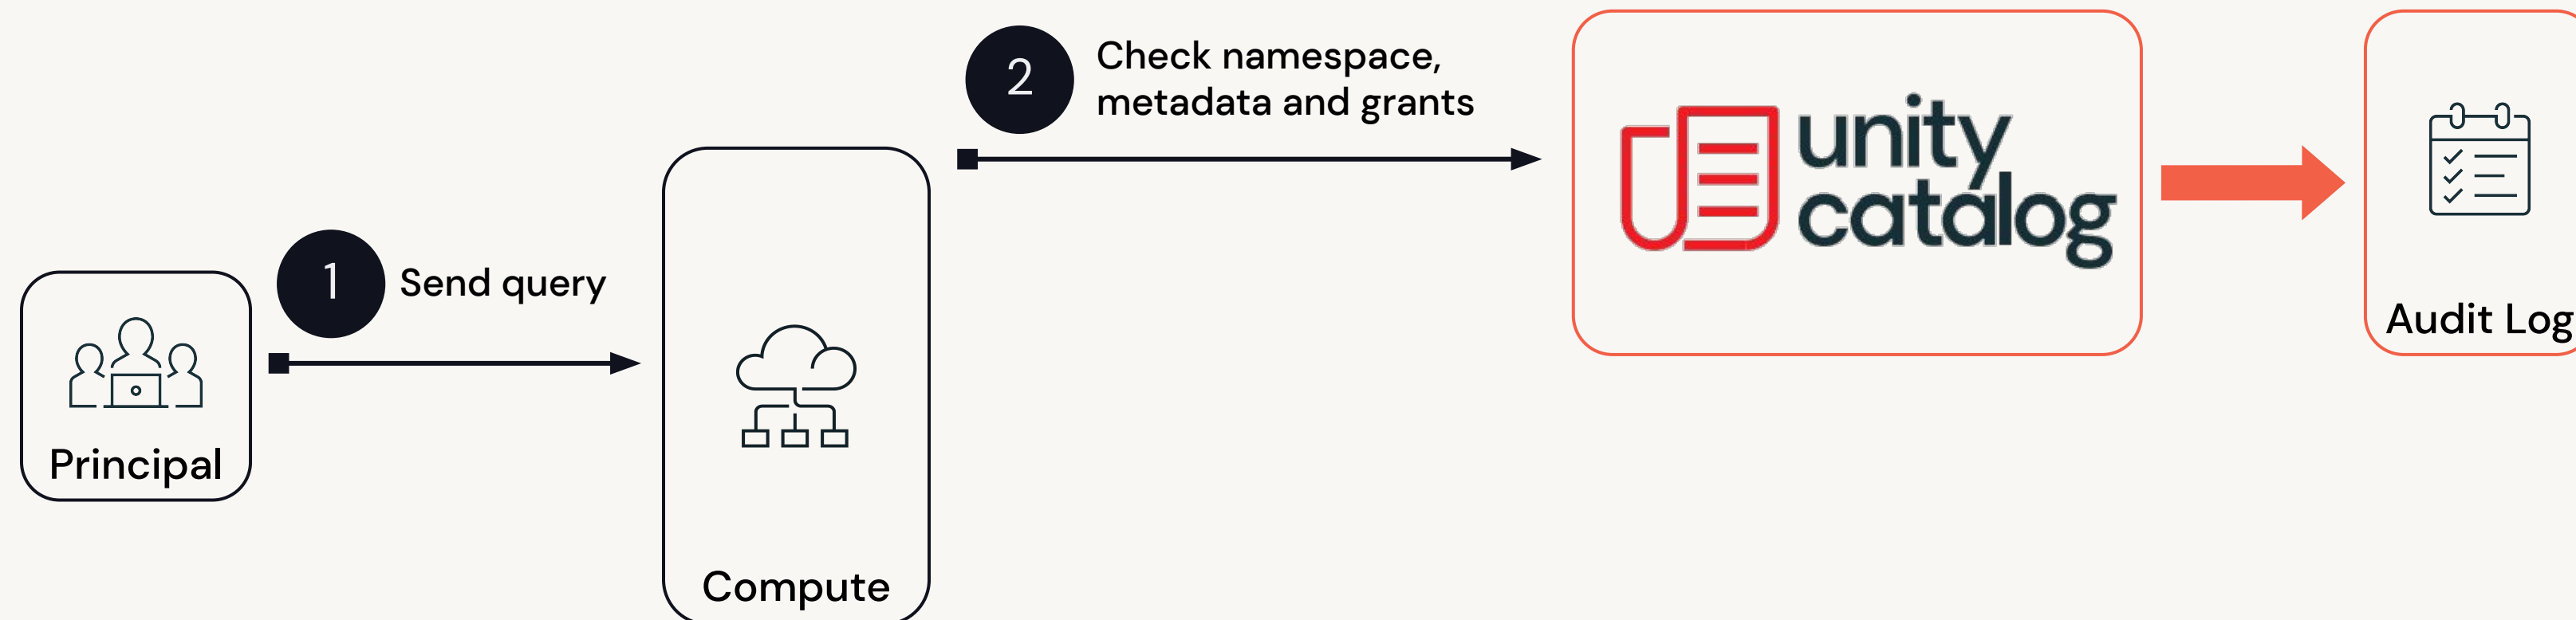 1
Send query
Principal
2
Check namespace,
metadata and grants
Compute
unity
catalog
Audit Log